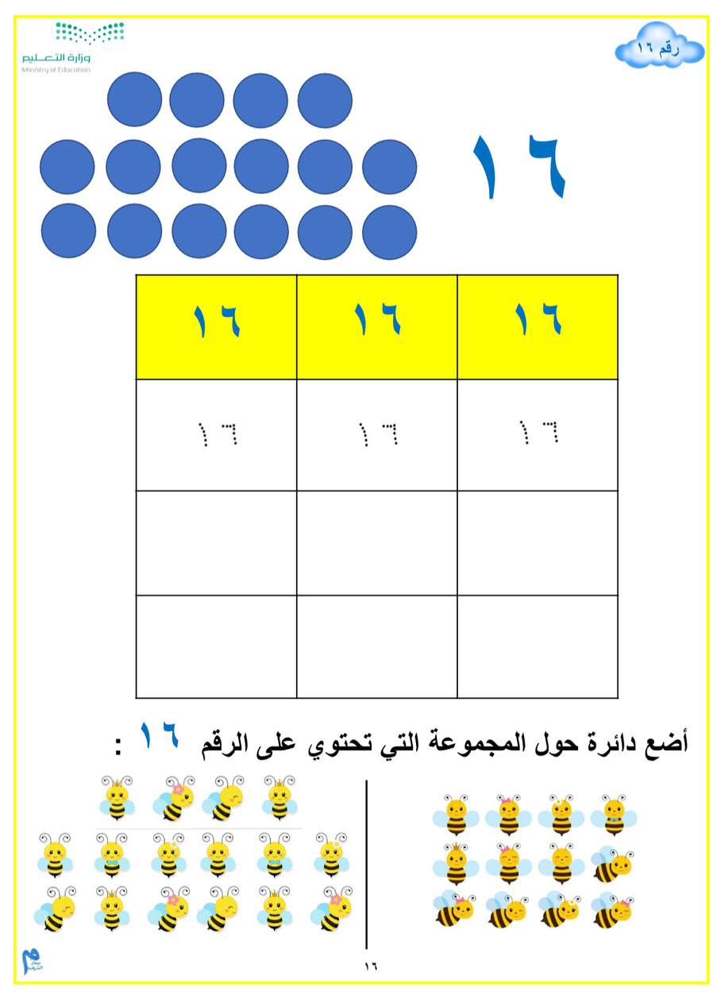 وزارة التعليم
Ministry of Education
رقم ١٦
١٦
١٦ ١٦ ١٦
١٦ ١٦ ١٦
أضع دائرة حول المجموعة التي تحتوي على الرقم ١٦ :
١٦